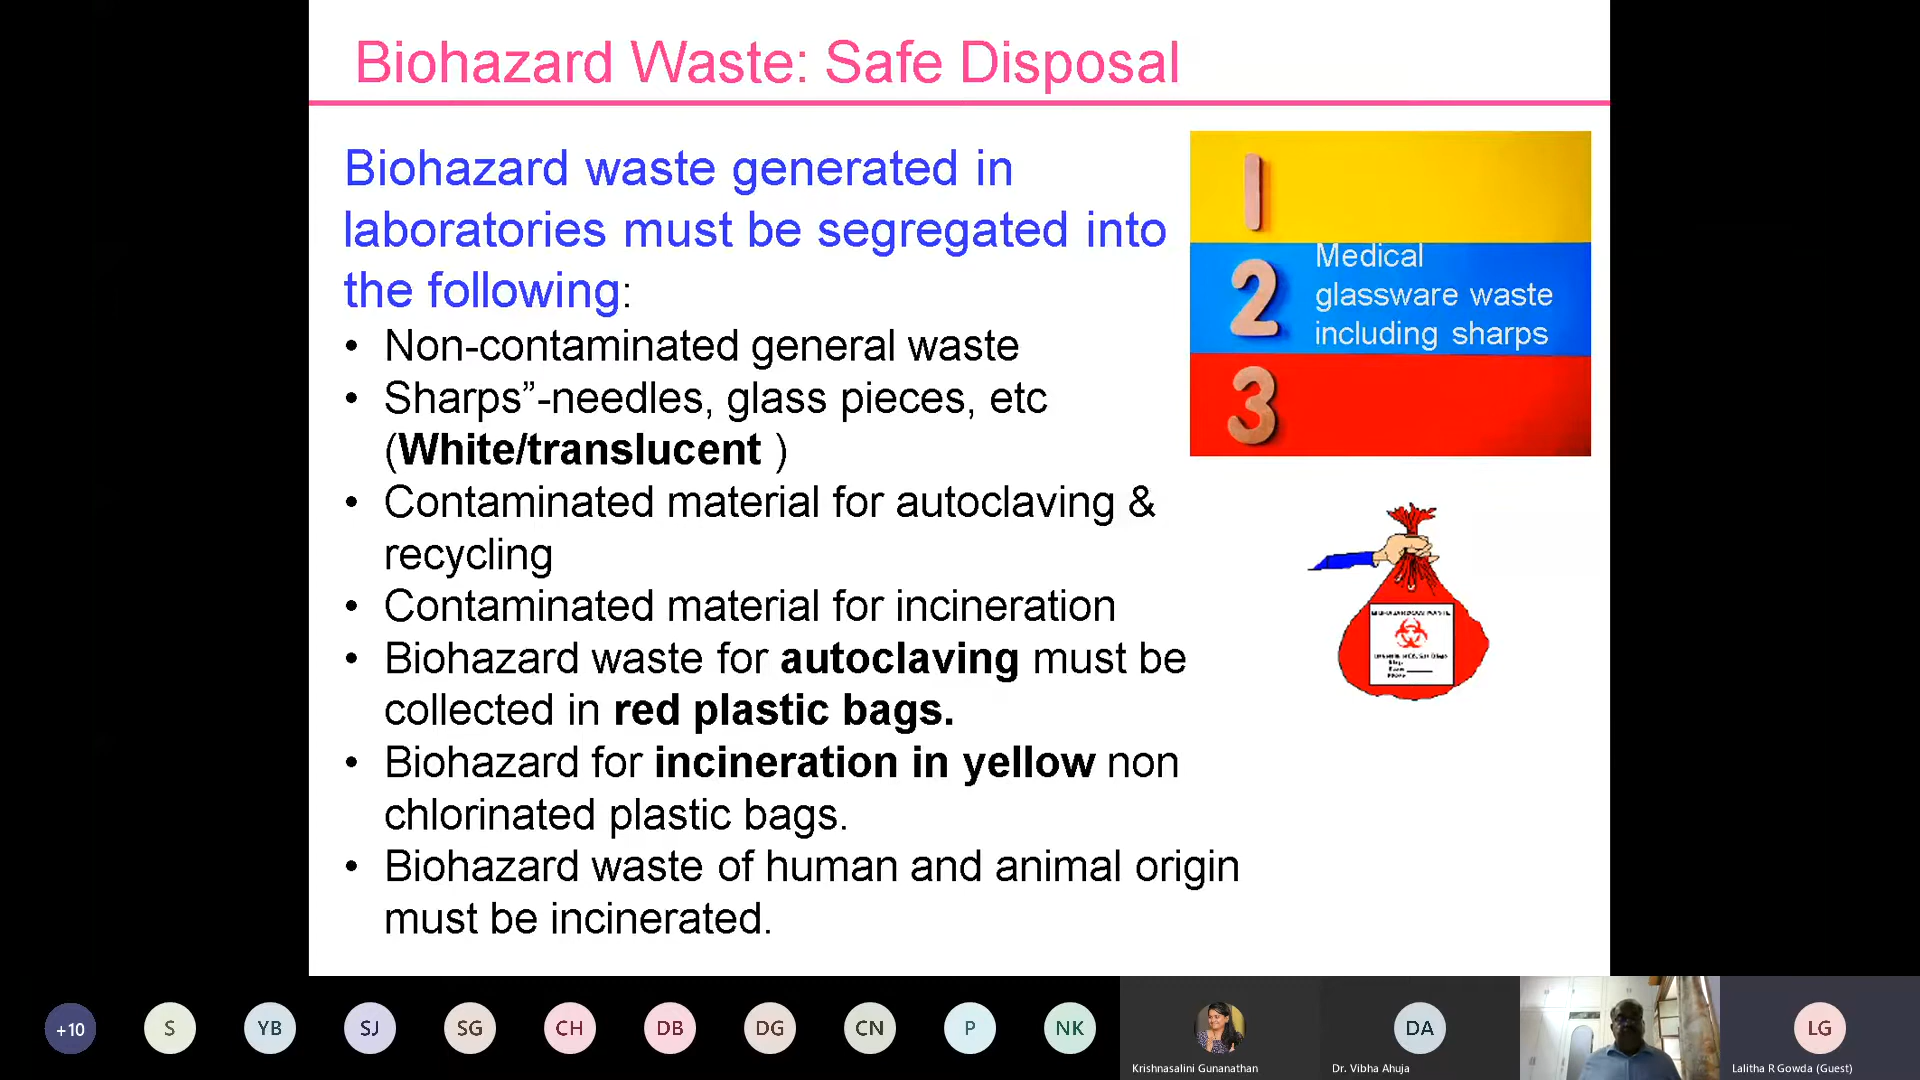 Biohazard Waste: Safe Disposal
Biohazard waste generated in
laboratories must be segregated into
the following:
• Non-contaminated general waste
• Sharps”-needles, glass pieces, etc
(White/translucent )
• Contaminated material for autoclaving &
recycling
• Contaminated material for incineration
• Biohazard waste for autoclaving must be
collected in red plastic bags.
• Biohazard for incineration in yellow non
chlorinated plastic bags.
• Biohazard waste of human and animal origin
must be incinerated.
1
2
Medical
glassware waste
including sharps
3
BIOHAZARDOUS WASTE
+10
S
YB
SJ
SG
CH
DB
DG
CN
P
NK
Krishnasalini Gunanathan
DA
Dr. Vibha Ahuja
LG
Lalitha R Gowda (Guest)